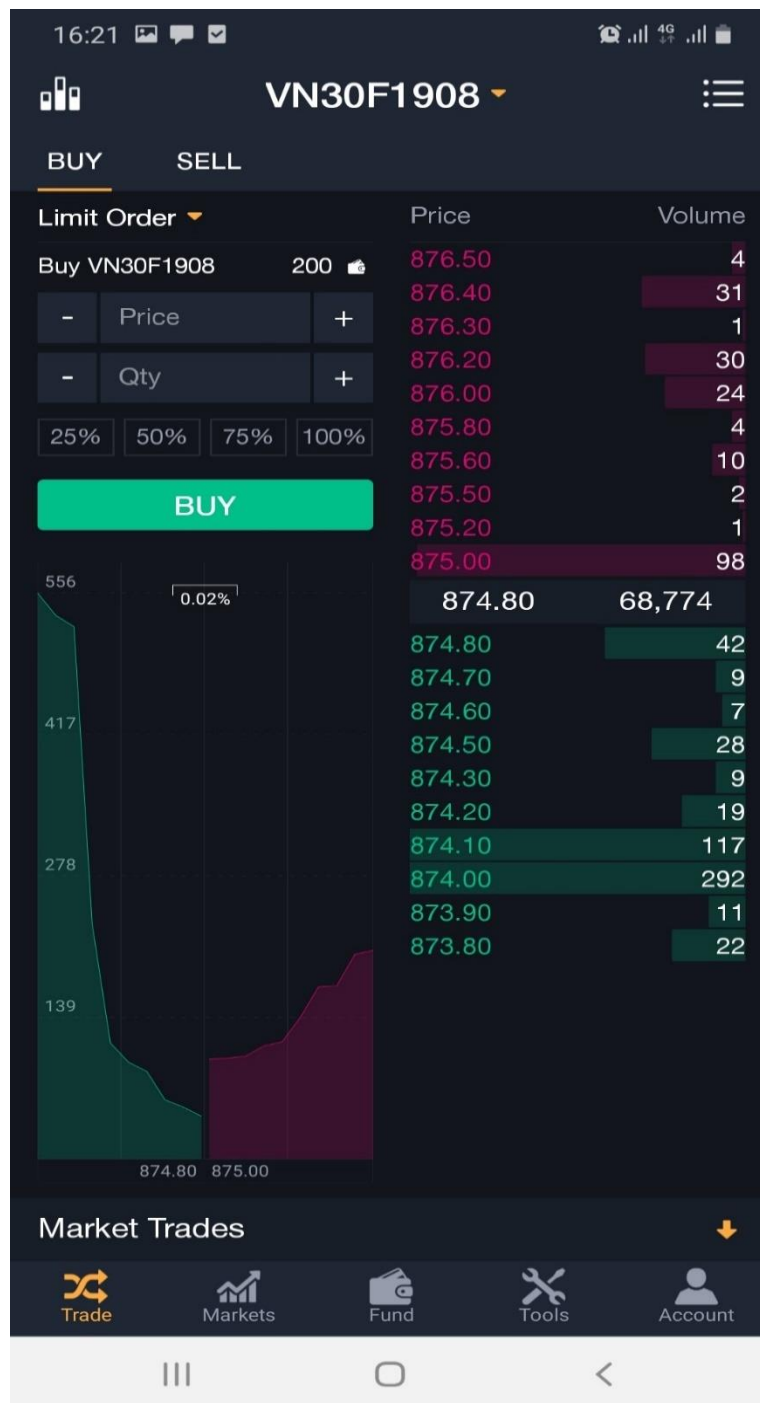 16:21 4G
VN30F1908
BUY SELL
Limit Order
Buy VN30F1908 200
- Price +
- Qty +
25% 50% 75% 100%
BUY
556
0.02%
417
278
139
874.80 875.00
Price Volume
876.50 4
876.40 31
876.30 1
876.20 30
876.00 24
875.80 4
875.60 10
875.50 2
875.20 1
875.00 98
874.80 68,774
874.80 42
874.70 9
874.60 7
874.50 28
874.30 9
874.20 19
874.10 117
874.00 292
873.90 11
873.80 22
Market Trades
Trade Markets Fund Tools Account